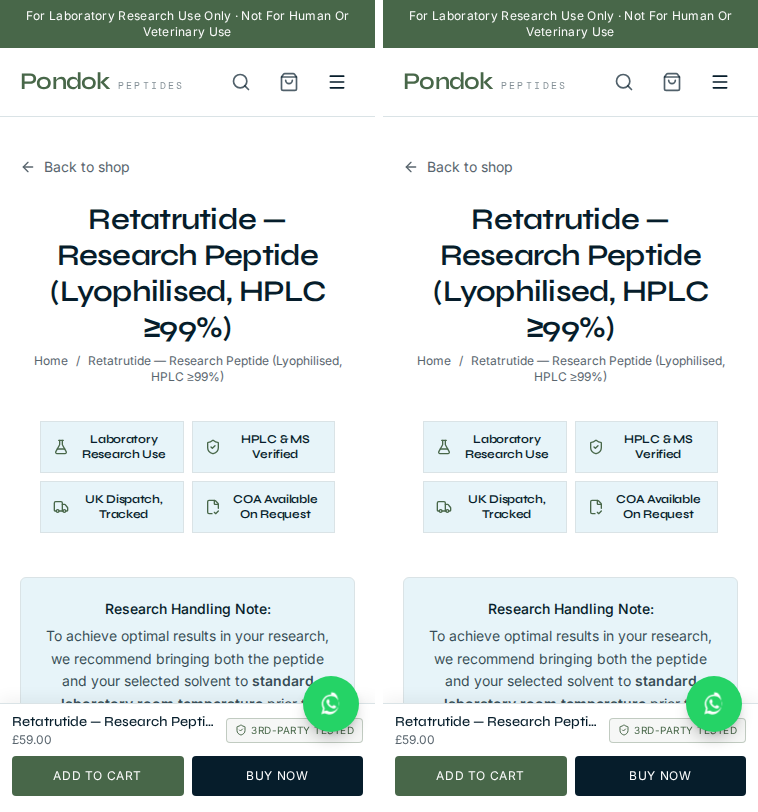 For Laboratory Research Use Only · Not For Human Or
Veterinary Use
Pondok PEPTIDES
Back to shop
Retatrutide —
Research Peptide
(Lyophilised, HPLC
≥99%)
Home / Retatrutide — Research Peptide (Lyophilised,
HPLC ≥99%)
Laboratory
Research Use
HPLC & MS
Verified
UK Dispatch,
Tracked
COA Available
On Request
Research Handling Note:
To achieve optimal results in your research,
we recommend bringing both the peptide
and your selected solvent to standard
laboratory room temperature prior
Retatrutide — Research Pepti...
£59.00
3RD-PARTY TESTED
ADD TO CART
BUY NOW
For Laboratory Research Use Only · Not For Human Or
Veterinary Use
Pondok PEPTIDES
Back to shop
Retatrutide —
Research Peptide
(Lyophilised, HPLC
≥99%)
Home / Retatrutide — Research Peptide (Lyophilised,
HPLC ≥99%)
Laboratory
Research Use
HPLC & MS
Verified
UK Dispatch,
Tracked
COA Available
On Request
Research Handling Note:
To achieve optimal results in your research,
we recommend bringing both the peptide
and your selected solvent to standard
laboratory room temperature prior
Retatrutide — Research Pepti...
£59.00
3RD-PARTY TESTED
ADD TO CART
BUY NOW